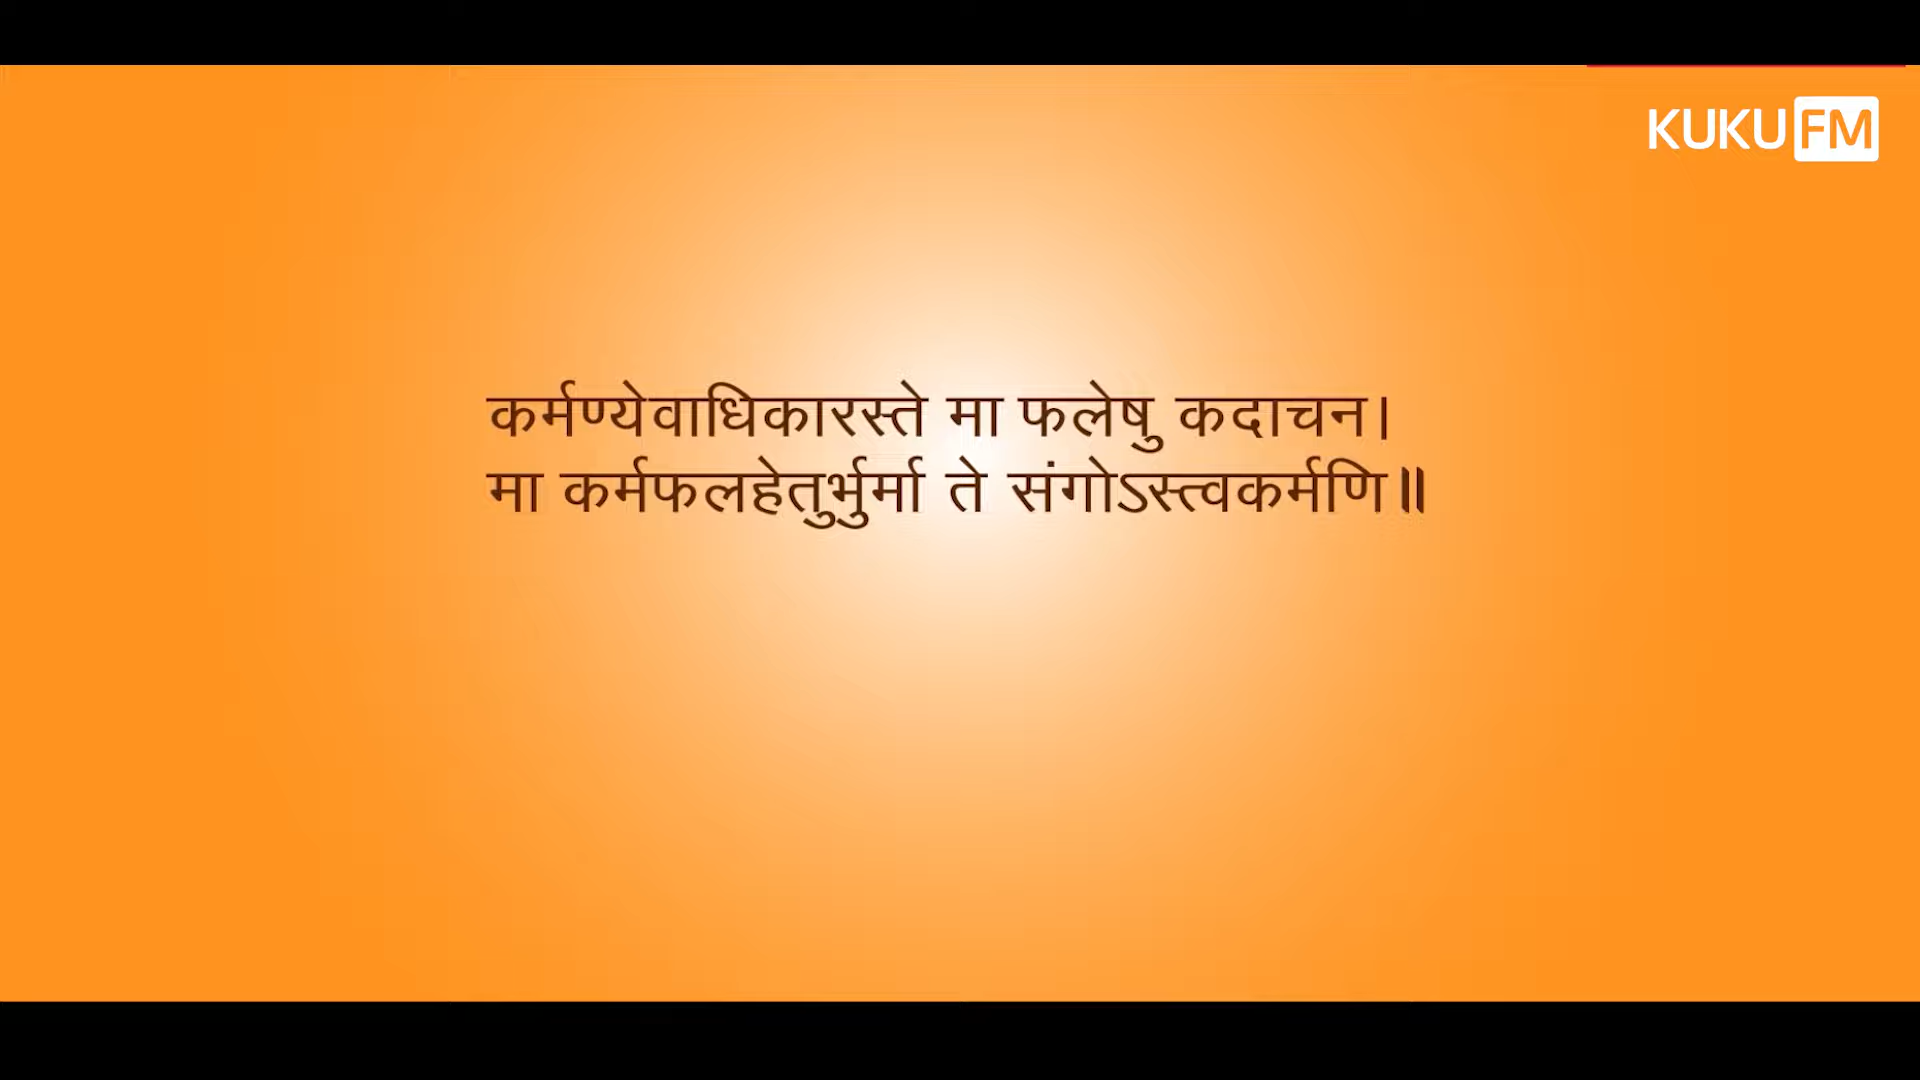 KUKU FM
कर्मण्येवाधिकारस्ते मा फलेषु कदाचन।
मा कर्मफलहेतुर्भुर्मा ते संगोऽस्त्वकर्मणि॥